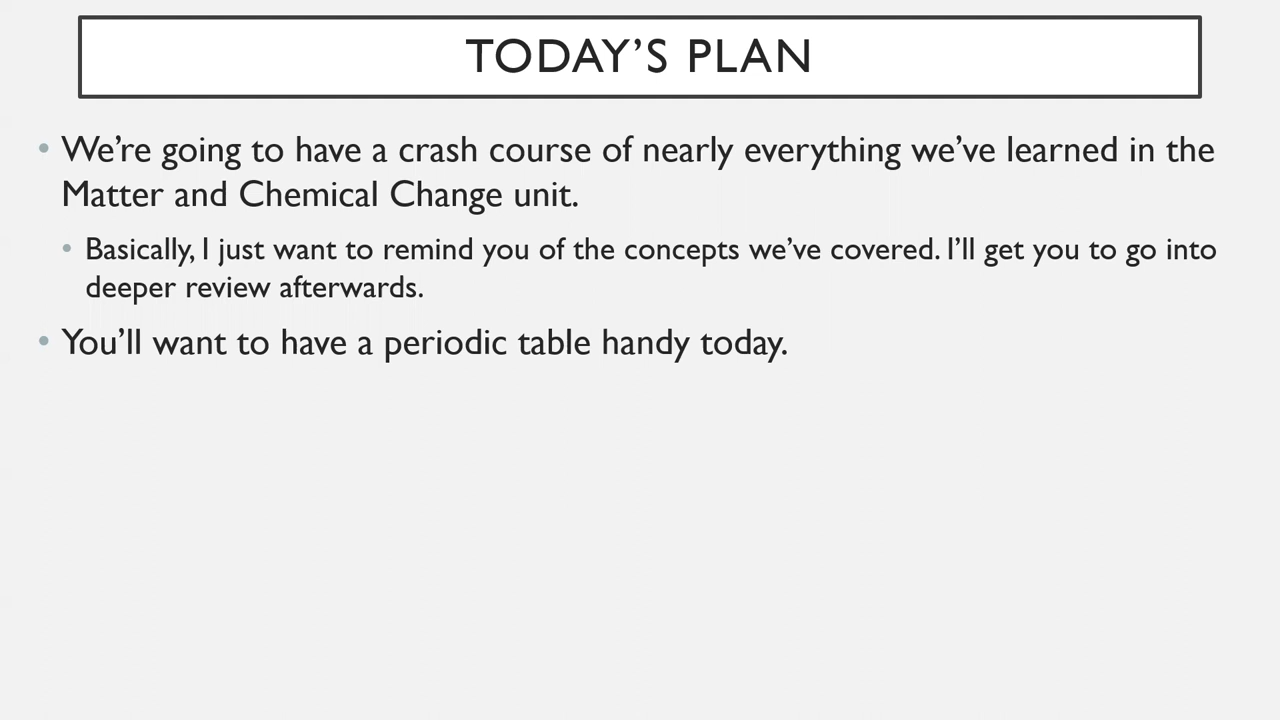 TODAY’S PLAN
• We’re going to have a crash course of nearly everything we’ve learned in the
Matter and Chemical Change unit.
• Basically, I just want to remind you of the concepts we’ve covered. I’ll get you to go into
deeper review afterwards.
• You’ll want to have a periodic table handy today.